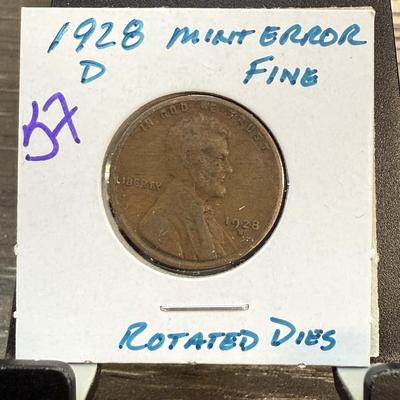 1928 MINT ERROR
D FINE
57
IN GOD WE TRUST
LIBERTY
1928
D
ROTATED DIES